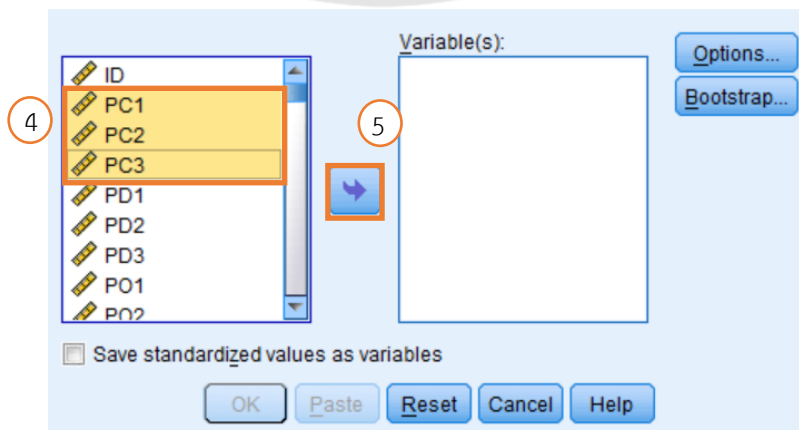 Variable(s):
Options...
Bootstrap...
ID
PC1
PC2
PC3
PD1
PD2
PD3
PO1
PO2
4
5
Save standardized values as variables
OK
Paste
Reset
Cancel
Help